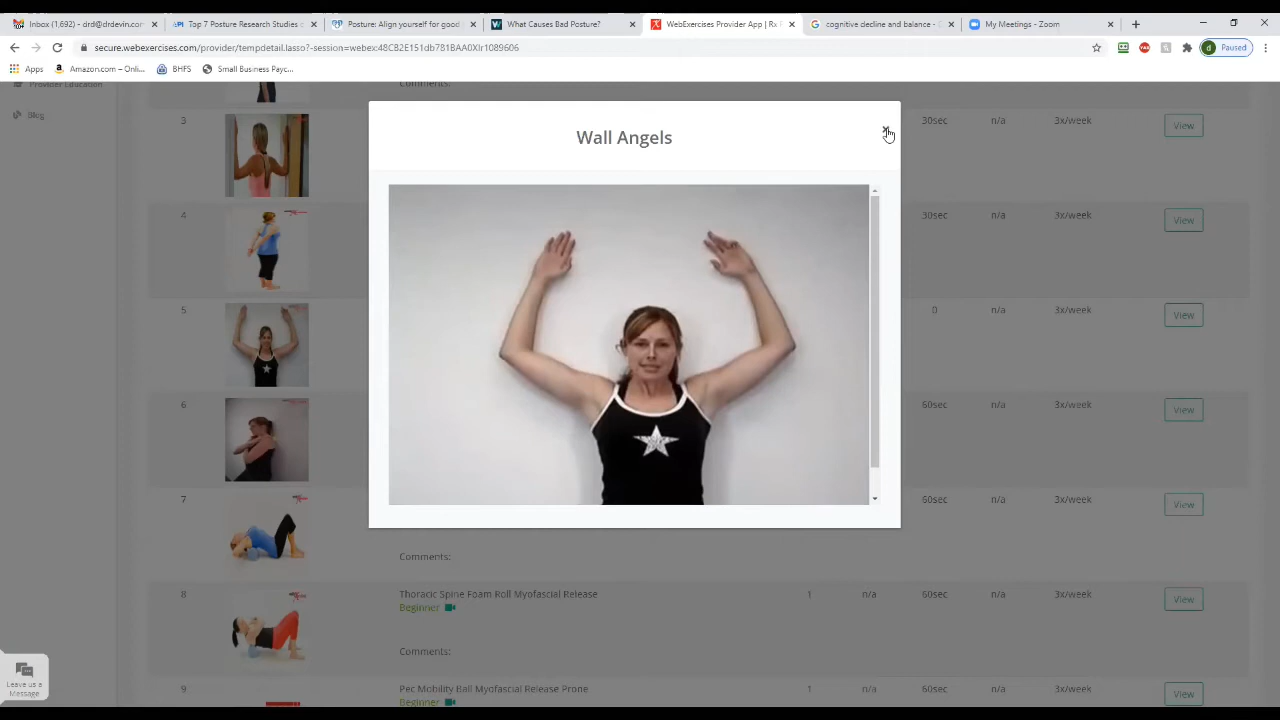 Inbox (1,692) - drd@drdevin.com
Top 7 Posture Research Studies o
Posture: Align yourself for good
What Causes Bad Posture?
WebExercises Provider App | Rx F
cognitive decline and balance -
My Meetings - Zoom
secure.webexercises.com/provider/tempdetail.lasso?-session=webex:48CB2E151db781BAA0Xlr1089606
Paused
Apps
Amazon.com – Onli...
BHFS
Small Business Payc...
Provider Education
Blog
Comments:
Wall Angels
3
30sec
n/a
3x/week
View
4
30sec
n/a
3x/week
View
5
0
n/a
3x/week
View
6
60sec
n/a
3x/week
View
7
60sec
n/a
3x/week
View
Comments:
8
Thoracic Spine Foam Roll Myofascial Release
1
n/a
60sec
n/a
3x/week
View
Beginner
Comments:
9
Pec Mobility Ball Myofascial Release Prone
1
n/a
60sec
n/a
3x/week
View
Beginner
Leave us a
Message